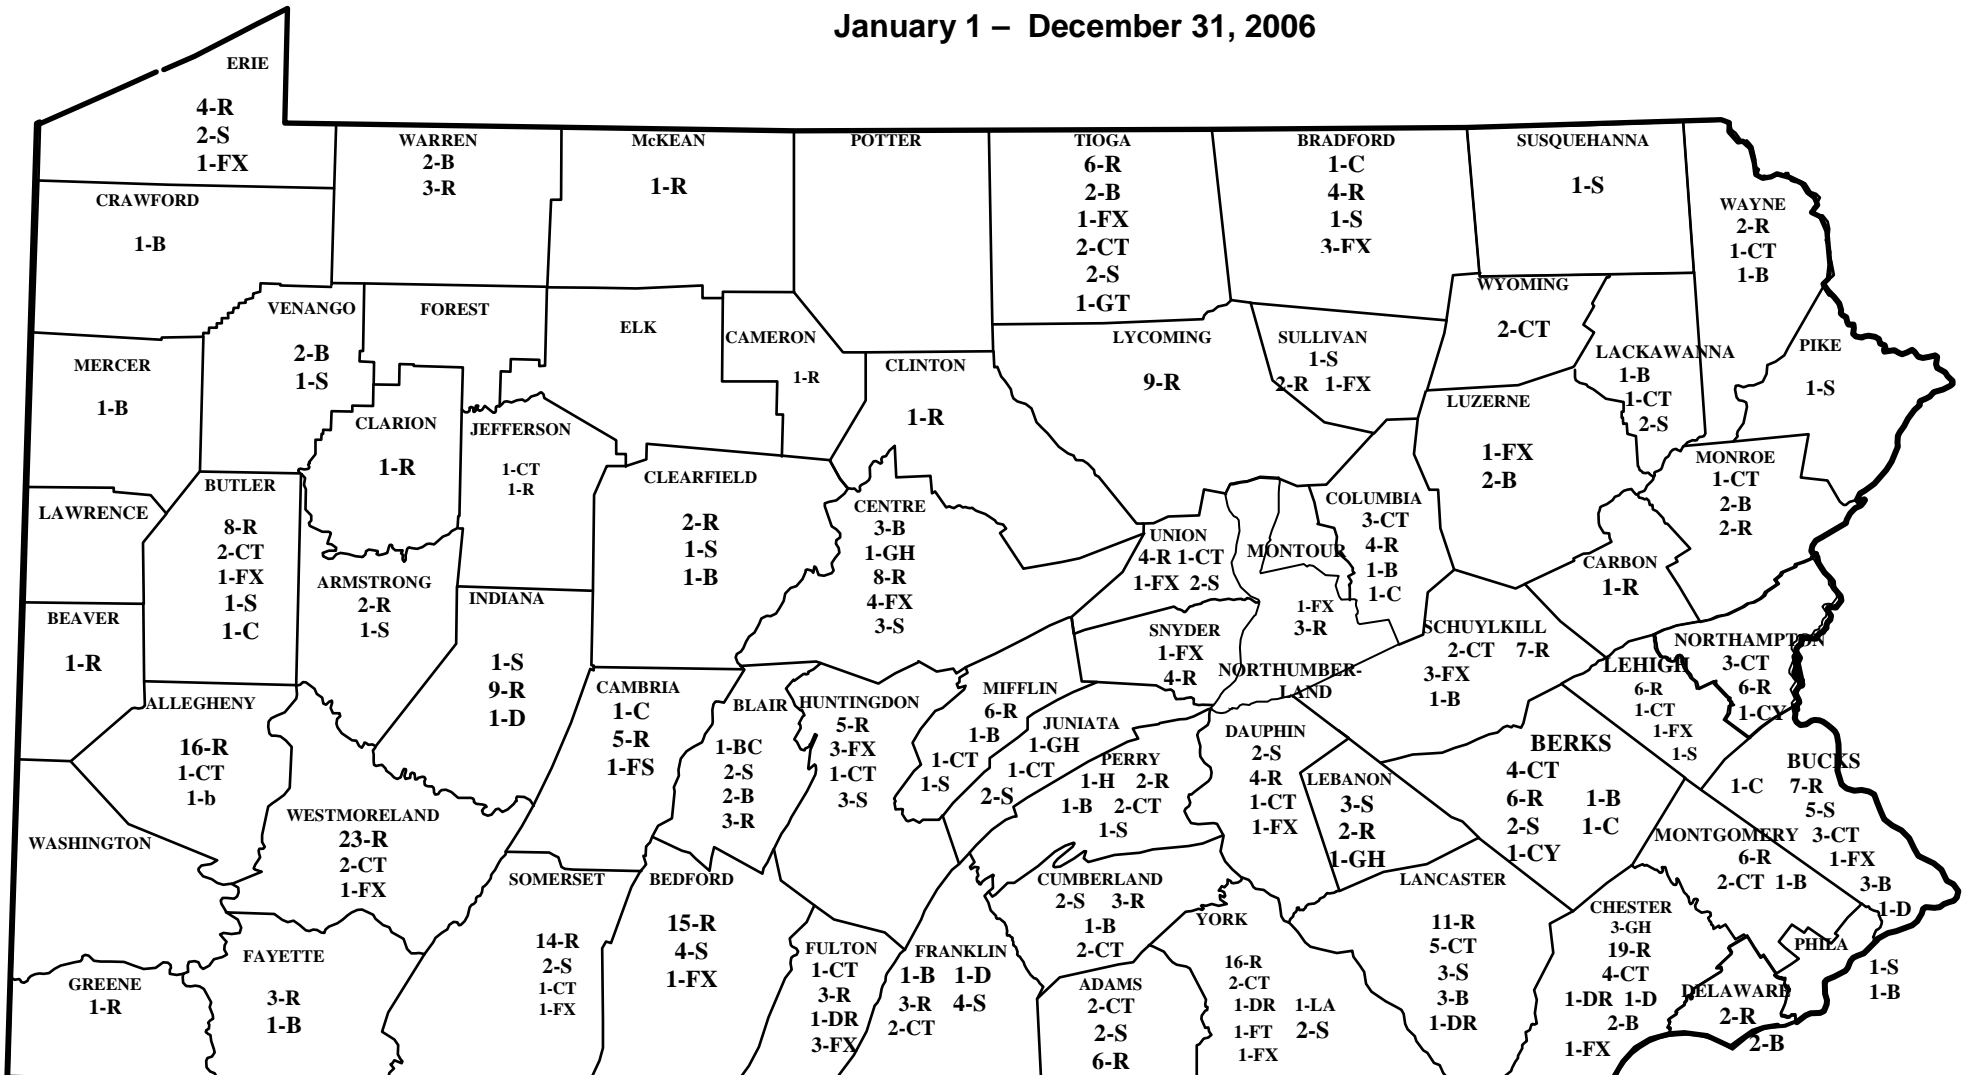 January 1 – December 31, 2006
ERIE
4-R
2-S
1-FX
CRAWFORD
1-B
WARREN
2-B
3-R
McKEAN
1-R
POTTER
TIOGA
6-R
2-B
1-FX
2-CT
2-S
1-GT
BRADFORD
1-C
4-R
1-S
3-FX
SUSQUEHANNA
1-S
WAYNE
2-R
1-CT
1-B
VENANGO
2-B
1-S
FOREST
ELK
CAMERON
1-R
CLINTON
1-R
LYCOMING
9-R
SULLIVAN
1-S
2-R 1-FX
WYOMING
2-CT
LACKAWANNA
1-B
1-CT
2-S
PIKE
1-S
MERCER
1-B
CLARION
1-R
JEFFERSON
1-CT
1-R
CLEARFIELD
2-R
1-S
1-B
CENTRE
3-B
1-GH
8-R
4-FX
3-S
LUZERNE
1-FX
2-B
MONROE
1-CT
2-B
2-R
LAWRENCE
BUTLER
8-R
2-CT
1-FX
1-S
1-C
ARMSTRONG
2-R
1-S
INDIANA
1-S
9-R
1-D
UNION
4-R 1-CT
1-FX 2-S
MONTOUR
COLUMBIA
3-CT
4-R
1-B
1-C
CARBON
1-R
BEAVER
1-R
SNYDER
1-FX
4-R
1-FX
3-R
NORTHUMBER-
LAND
SCHUYLKILL
2-CT 7-R
3-FX
1-B
LEHIGH
6-R
1-CT
1-FX
1-S
NORTHAMPTON
3-CT
6-R
1-CY
ALLEGHENY
16-R
1-CT
1-b
CAMBRIA
1-C
5-R
1-FS
BLAIR
1-BC
2-S
2-B
3-R
HUNTINGDON
5-R
3-FX
1-CT
3-S
MIFFLIN
6-R
1-B
1-CT
1-S
JUNIATA
1-GH
1-CT
2-S
PERRY
1-H 2-R
1-B 2-CT
1-S
DAUPHIN
2-S
4-R
1-CT
1-FX
LEBANON
3-S
2-R
1-GH
BERKS
4-CT
6-R 1-B
2-S 1-C
1-CY
BUCKS
1-C 7-R
5-S
3-CT
1-FX
3-B
1-D
WASHINGTON
WESTMORELAND
23-R
2-CT
1-FX
MONTGOMERY
6-R
2-CT 1-B
SOMERSET
14-R
2-S
1-CT
1-FX
BEDFORD
15-R
4-S
1-FX
CUMBERLAND
2-S 3-R
1-B
2-CT
LANCASTER
11-R
5-CT
3-S
3-B
1-DR
CHESTER
3-GH
19-R
4-CT
1-DR 1-D
2-B
1-FX
YORK
16-R
2-CT
1-DR 1-LA
1-FT 2-S
1-FX
PHILA
1-S
1-B
GREENE
1-R
FAYETTE
3-R
1-B
FULTON
1-CT
3-R
1-DR
3-FX
FRANKLIN
1-B 1-D
3-R 4-S
2-CT
ADAMS
2-CT
2-S
6-R
DELAWARE
2-R
2-B